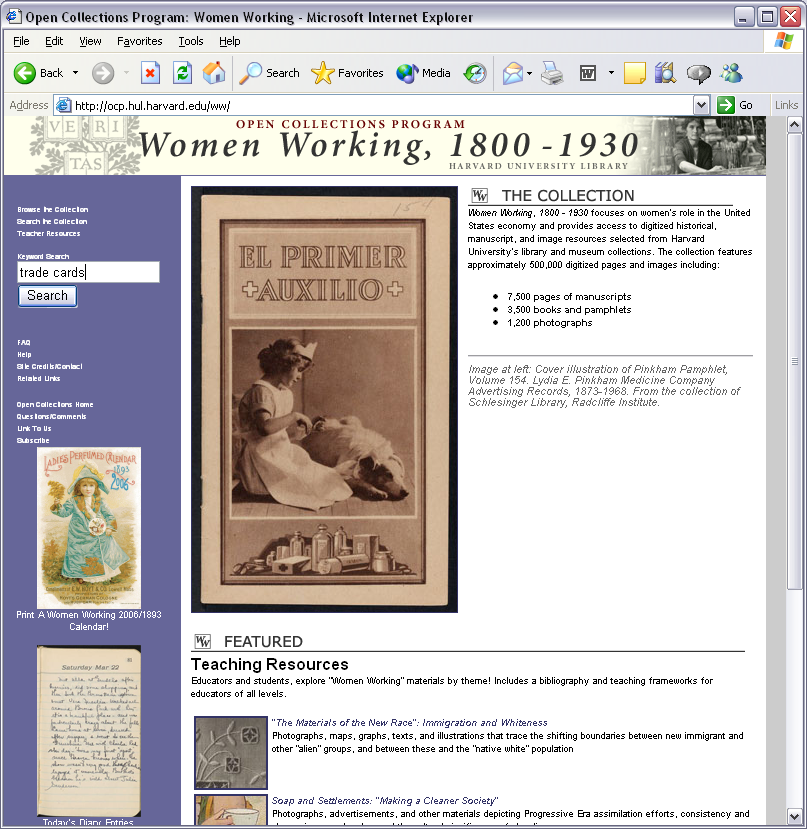 Open Collections Program: Women Working - Microsoft Internet Explorer
File Edit View Favorites Tools Help
Back Search Favorites Media
Address http://ocp.hul.harvard.edu/ww/ Go Links
VE RI
TAS
OPEN COLLECTIONS PROGRAM
Women Working, 1800 - 1930
HARVARD UNIVERSITY LIBRARY
Browse the Collection
Search the Collection
Teacher Resources
Keyword Search
trade cards
Search
FAQ
Help
Site Credits/Contact
Related Links
Open Collections Home
Questions/Comments
Link To Us
Subscribe
LADIES PERFUMED CALENDAR
1893
2006
Print A Women Working 2006/1893
Calendar!
Saturday Mar 22
Today's Diary Entries
154
EL PRIMER
AUXILIO
W THE COLLECTION
Women Working, 1800 - 1930 focuses on women's role in the United
States economy and provides access to digitized historical,
manuscript, and image resources selected from Harvard
University's library and museum collections. The collection features
approximately 500,000 digitized pages and images including:
• 7,500 pages of manuscripts
• 3,500 books and pamphlets
• 1,200 photographs
Image at left: Cover illustration of Pinkham Pamphlet,
Volume 154. Lydia E. Pinkham Medicine Company
Advertising Records, 1873-1968. From the collection of
Schlesinger Library, Radcliffe Institute.
W FEATURED
Teaching Resources
Educators and students, explore "Women Working" materials by theme! Includes a bibliography and teaching frameworks for
educators of all levels.
"The Materials of the New Race": Immigration and Whiteness
Photographs, maps, graphs, texts, and illustrations that trace the shifting boundaries between new immigrant and
other "alien" groups, and between these and the "native white" population
Soap and Settlements: "Making a Cleaner Society"
Photographs, advertisements, and other materials depicting Progressive Era assimilation efforts, consistency and